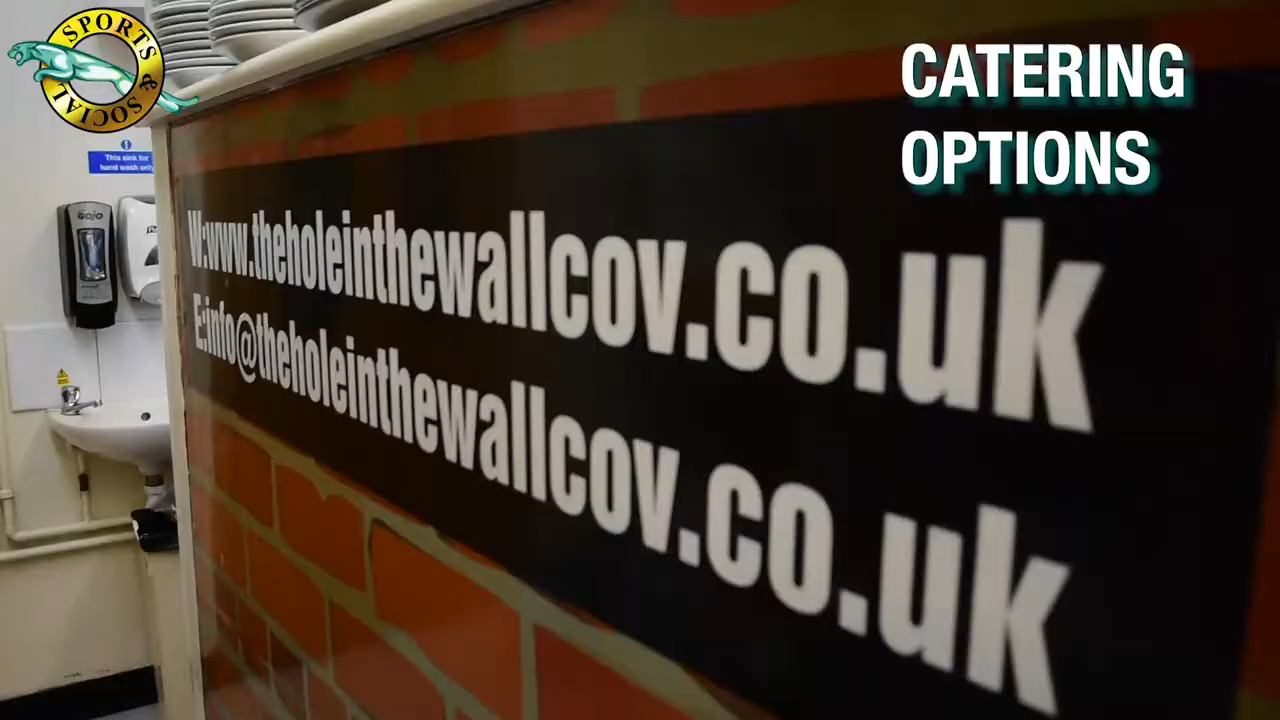 SPORTS
& SOCIAL
CATERING
OPTIONS
This sink for
hand wash only
GOJO
W:www.theholeinthewallcov.co.uk
E:info@theholeinthewallcov.co.uk